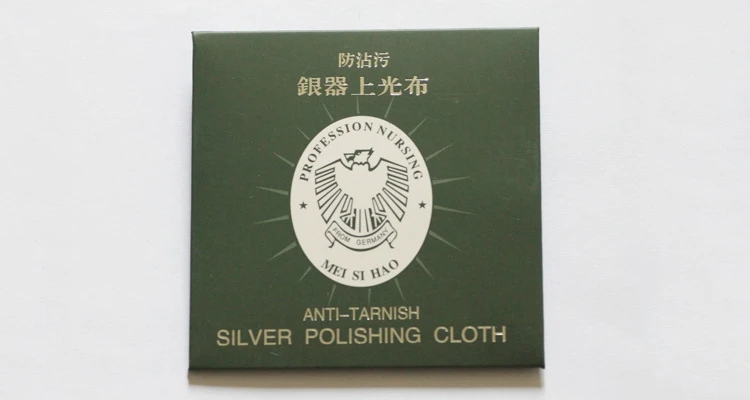 防沾污
銀器上光布
PROFESSION NURSING
FROM GERMANY
MEI SI HAO
ANTI-TARNISH
SILVER POLISHING CLOTH